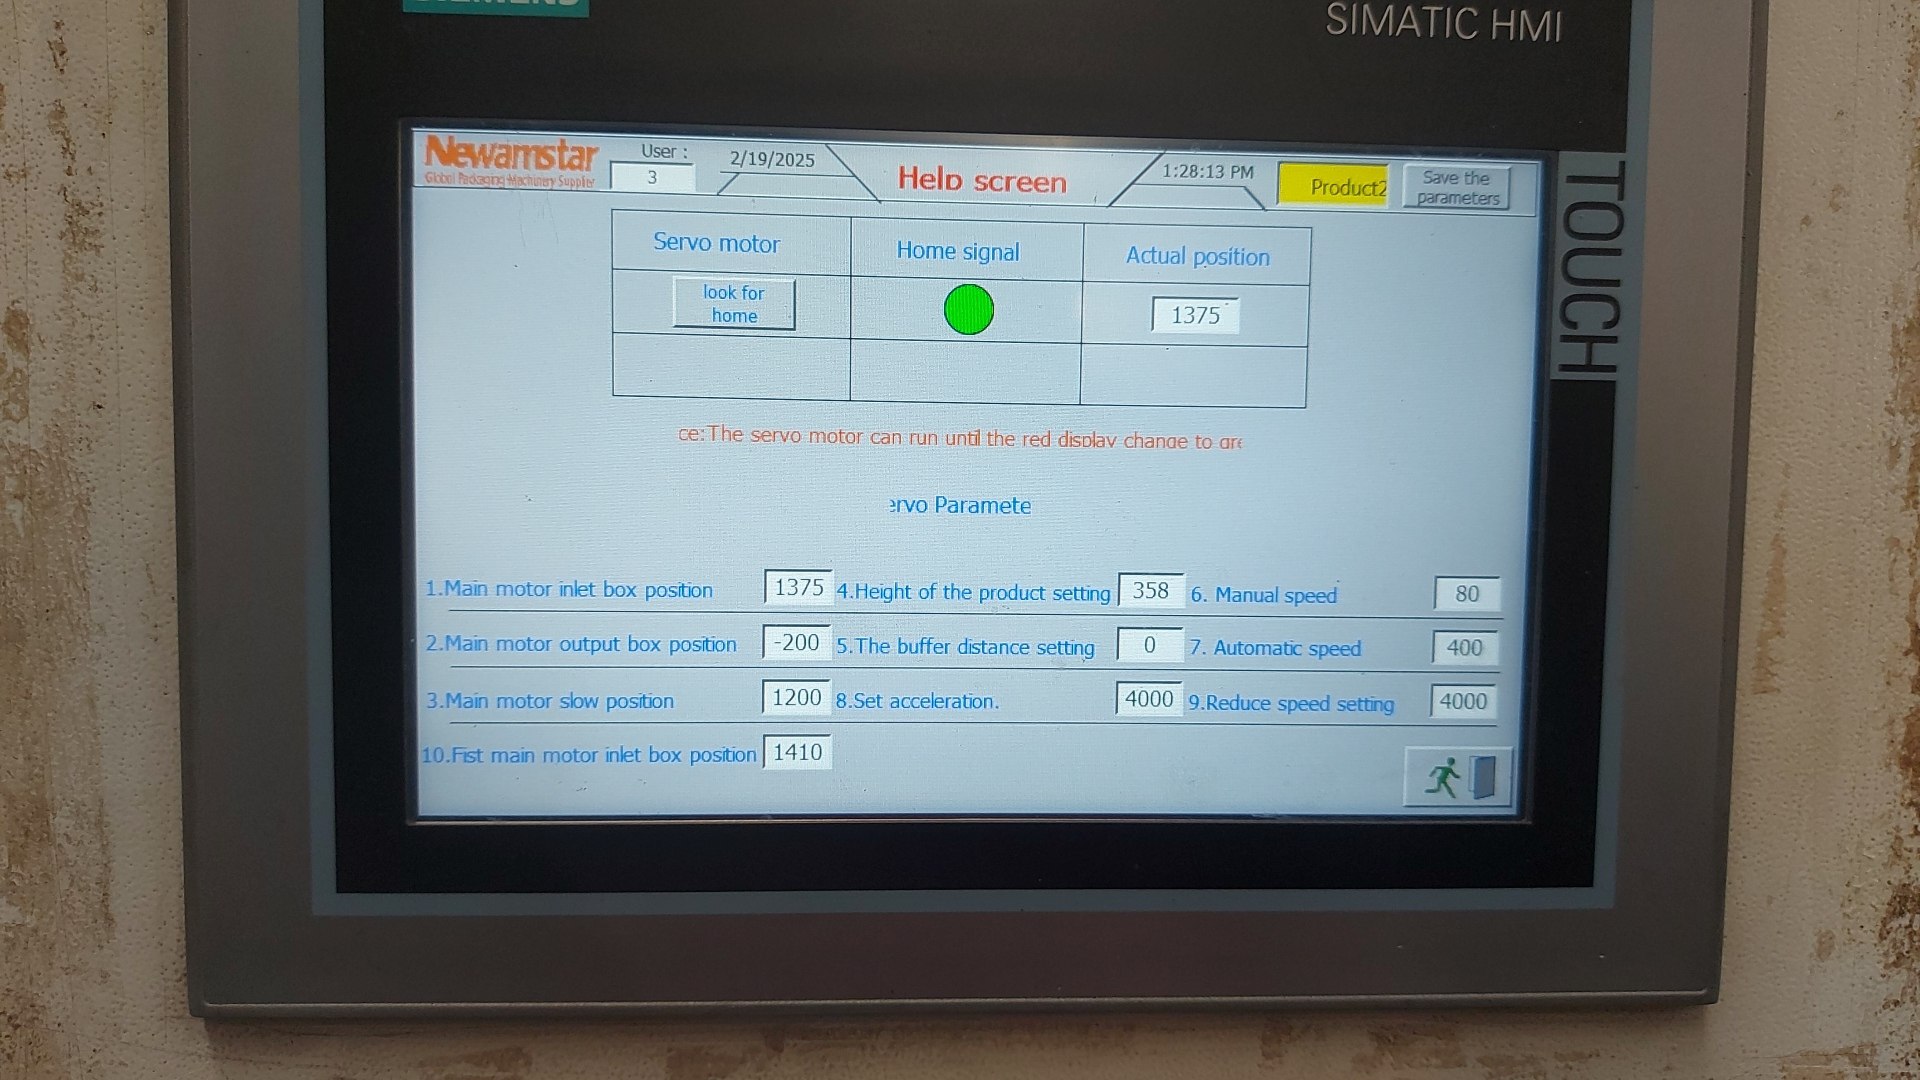 SIEMENS
SIMATIC HMI
TOUCH
Newamstar
Global Packaging Machinery Supplier
User :
3
2/19/2025
Help screen
1:28:13 PM
Product2
Save the
parameters
Servo motor
Home signal
Actual position
look for
home
1375
ce:The servo motor can run until the red display change to gre
ervo Paramete
1.Main motor inlet box position 1375 4.Height of the product setting 358 6. Manual speed 80
2.Main motor output box position -200 5.The buffer distance setting 0 7. Automatic speed 400
3.Main motor slow position 1200 8.Set acceleration. 4000 9.Reduce speed setting 4000
10.Fist main motor inlet box position 1410